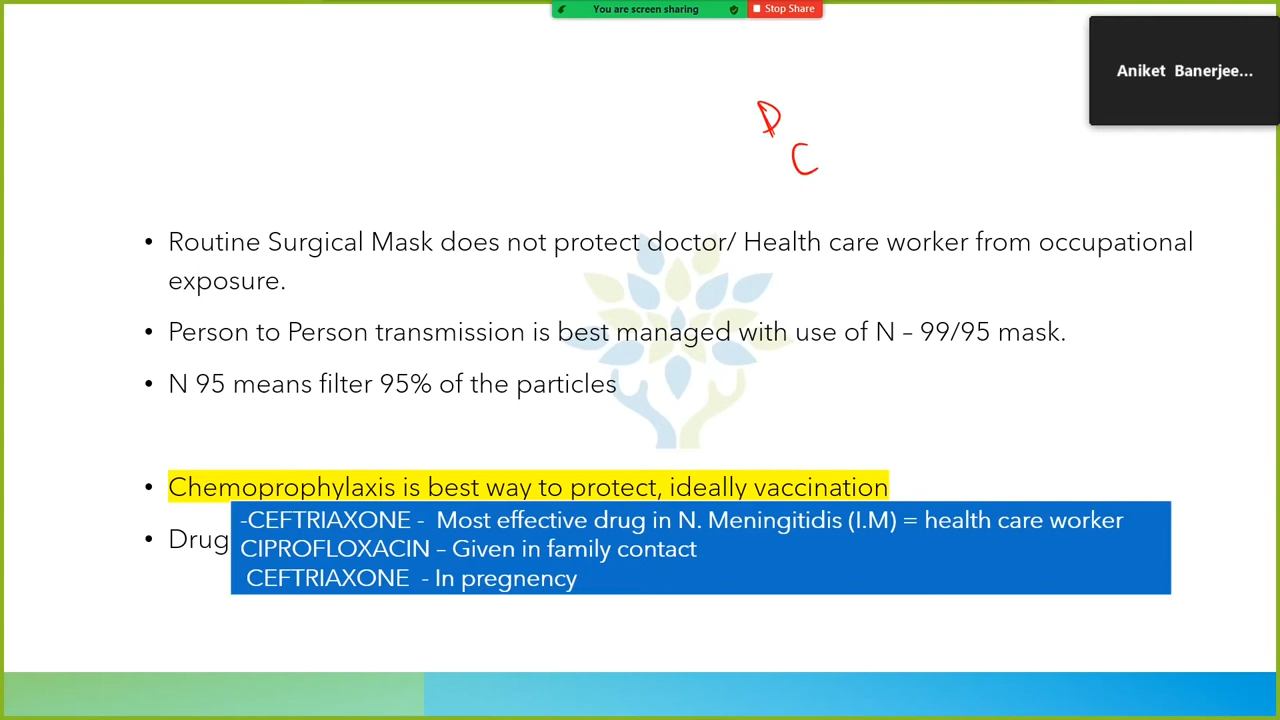 You are screen sharing
Stop Share
Aniket Banerjee...
D
C
• Routine Surgical Mask does not protect doctor/ Health care worker from occupational
exposure.
• Person to Person transmission is best managed with use of N – 99/95 mask.
• N 95 means filter 95% of the particles
• Chemoprophylaxis is best way to protect, ideally vaccination
• Drug
-CEFTRIAXONE - Most effective drug in N. Meningitidis (I.M) = health care worker
CIPROFLOXACIN – Given in family contact
CEFTRIAXONE - In pregnency